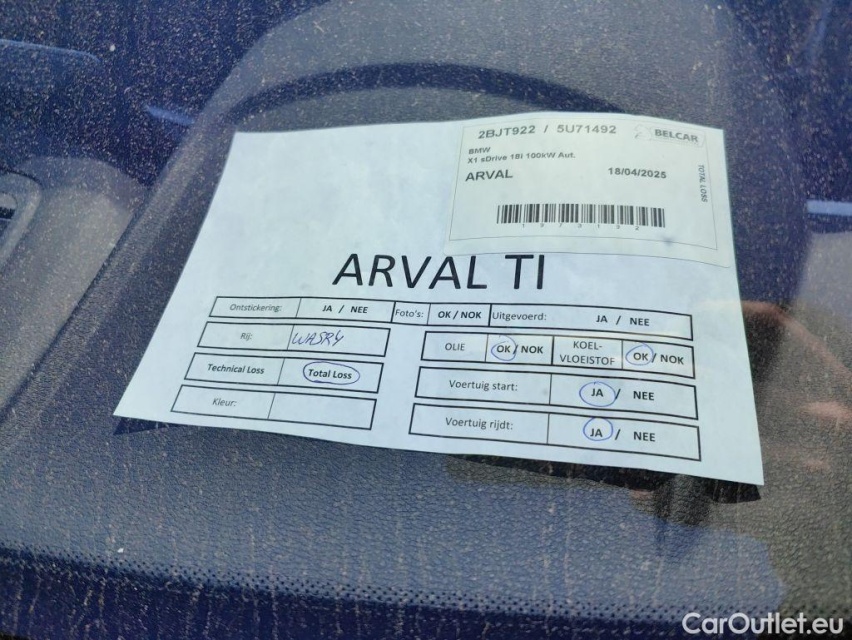 2BJT922 / 5U71492 BELCAR
BMW
X1 sDrive 18i 100kW Aut.
ARVAL 18/04/2025
TOTAL LOSS
ARVAL TI
Ontstickering: JA / NEE Foto's: OK / NOK Uitgevoerd: JA / NEE
Rij:
OLIE OK / NOK KOEL-VLOEISTOF OK / NOK
Technical Loss Total Loss
Voertuig start: JA / NEE
Kleur:
Voertuig rijdt: JA / NEE
CarOutlet.eu